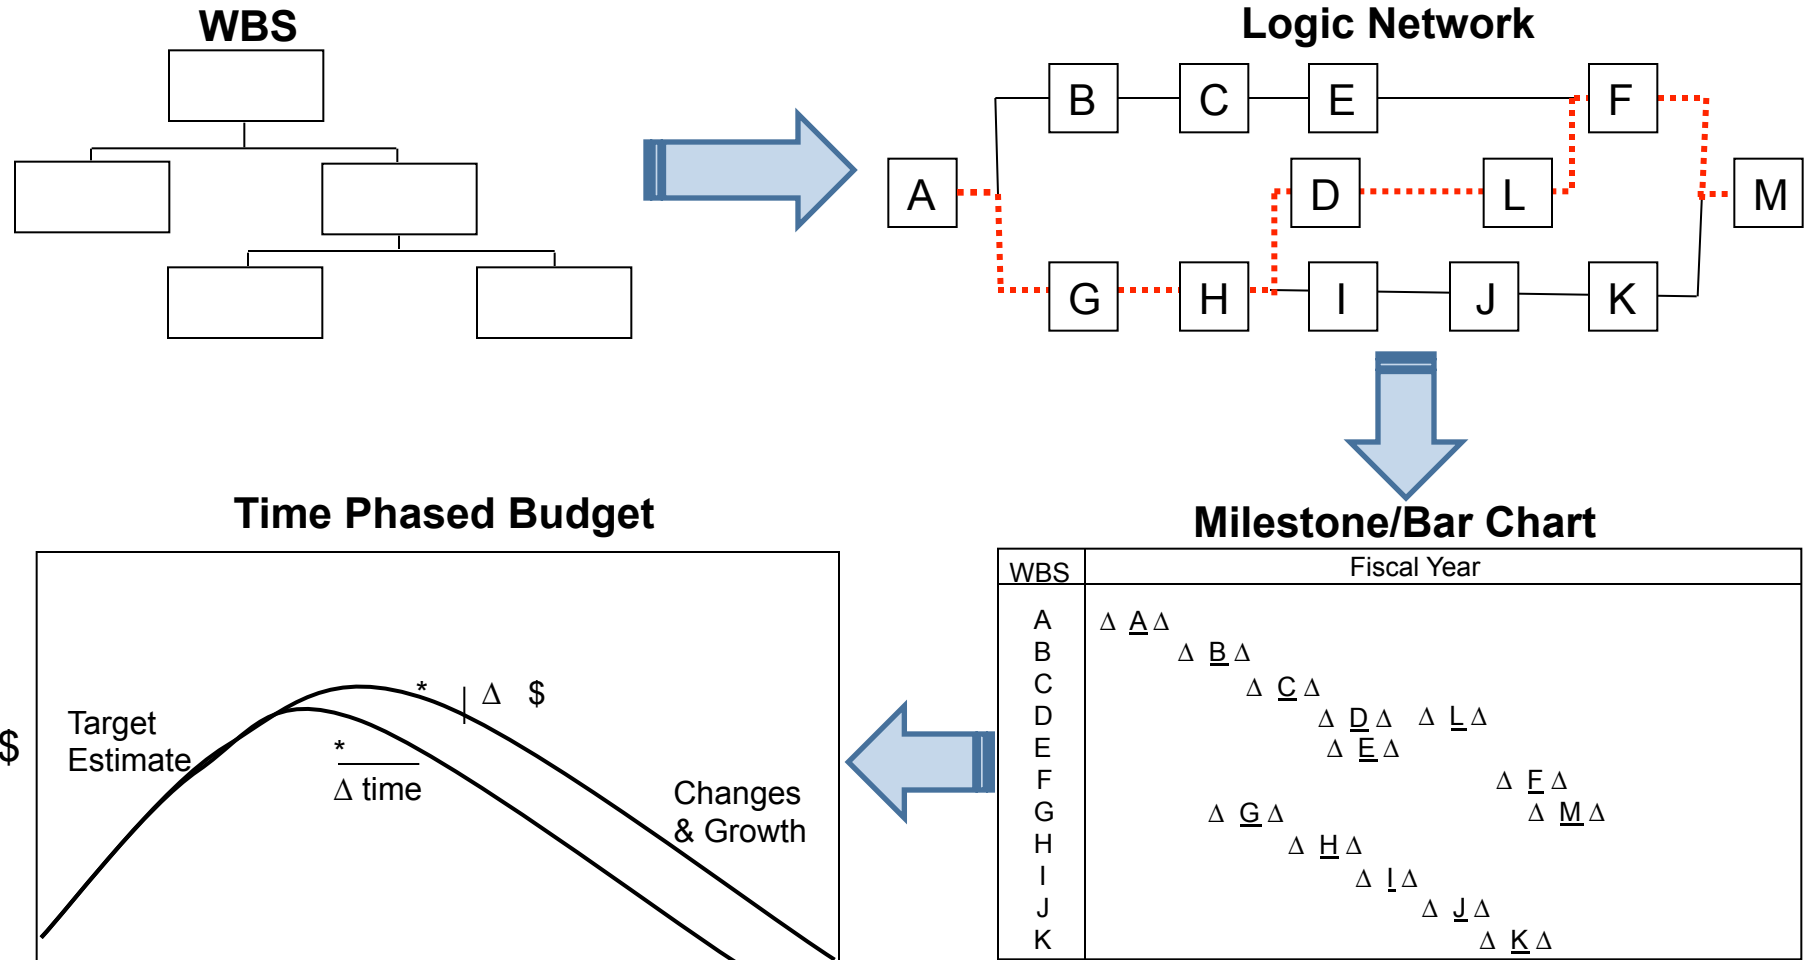 WBS
Logic Network
B C E F
A D L M
G H I J K
Time Phased Budget
$
Target
Estimate
* Δ $
*
Δ time
Changes
& Growth
Milestone/Bar Chart
WBS Fiscal Year
A Δ A Δ
B Δ B Δ
C Δ C Δ
D Δ D Δ Δ L Δ
E Δ E Δ
F Δ F Δ
G Δ G Δ Δ M Δ
H Δ H Δ
I Δ I Δ
J Δ J Δ
K Δ K Δ